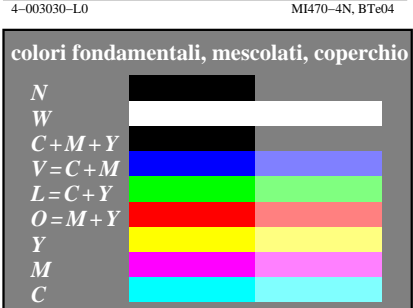 4−003030−L0 MI470−4N, BTe04
colori fondamentali, mescolati, coperchio
N
W
C+M+Y
V=C+M
L=C+Y
O=M+Y
Y
M
C